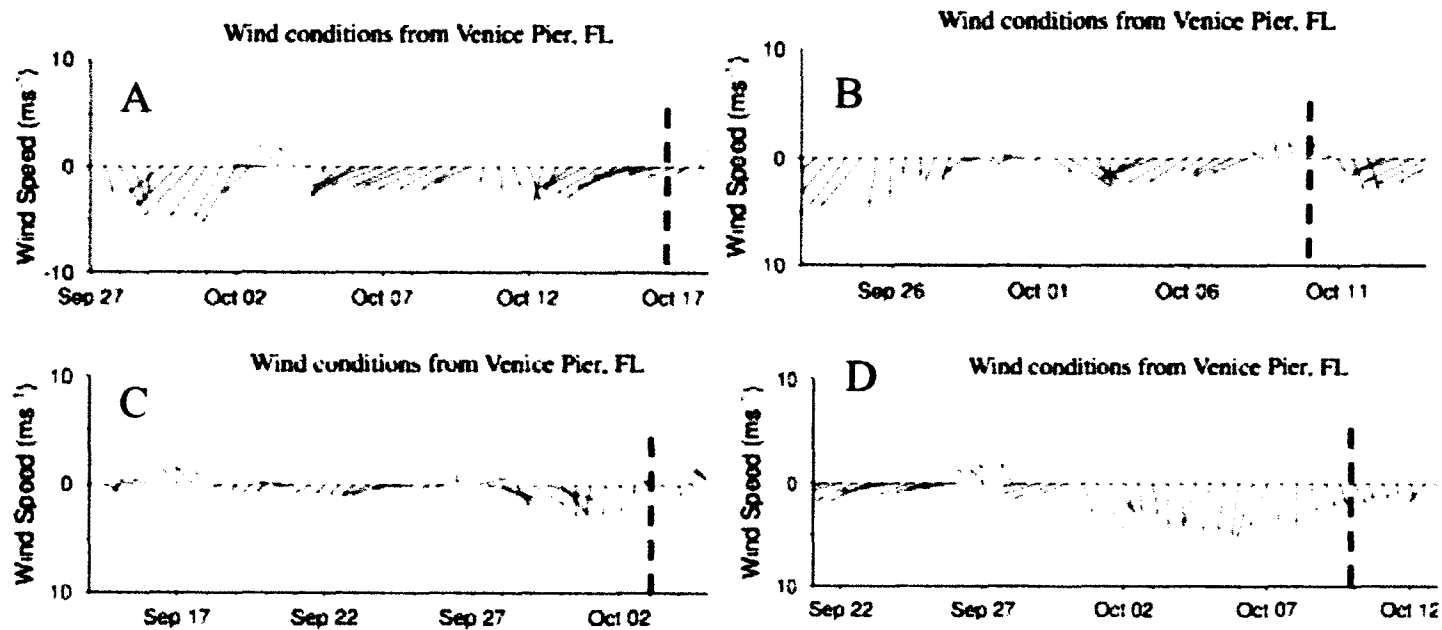 Wind conditions from Venice Pier, FL
A
Wind Speed (ms⁻¹)
10
0
-10
Sep 27 Oct 02 Oct 07 Oct 12 Oct 17
Wind conditions from Venice Pier, FL
B
Wind Speed (ms⁻¹)
10
0
10
Sep 26 Oct 01 Oct 06 Oct 11
Wind conditions from Venice Pier, FL
C
Wind Speed (ms⁻¹)
10
0
10
Sep 17 Sep 22 Sep 27 Oct 02
Wind conditions from Venice Pier, FL
D
Wind Speed (ms⁻¹)
10
0
10
Sep 22 Sep 27 Oct 02 Oct 07 Oct 12